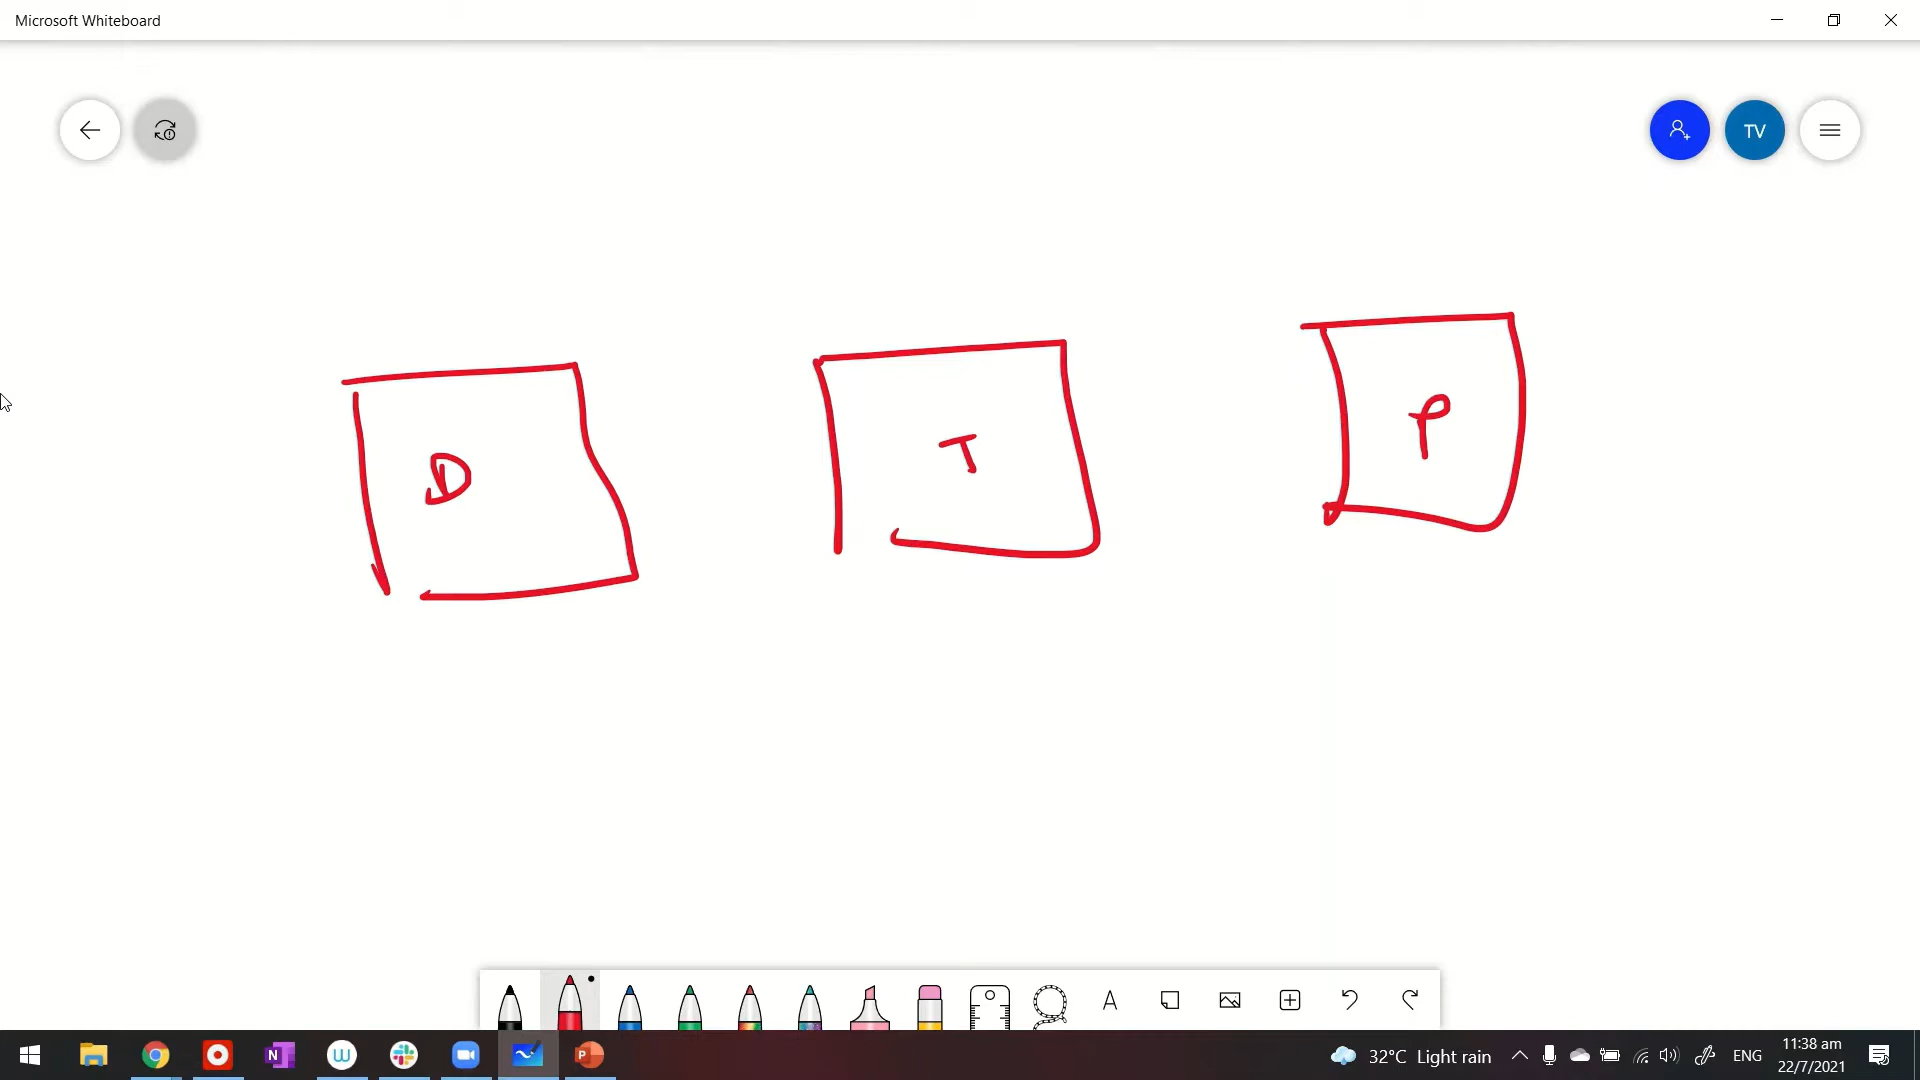 Microsoft Whiteboard
TV
D
T
P
A
N
W
P
32°C Light rain
ENG
11:38 am
22/7/2021